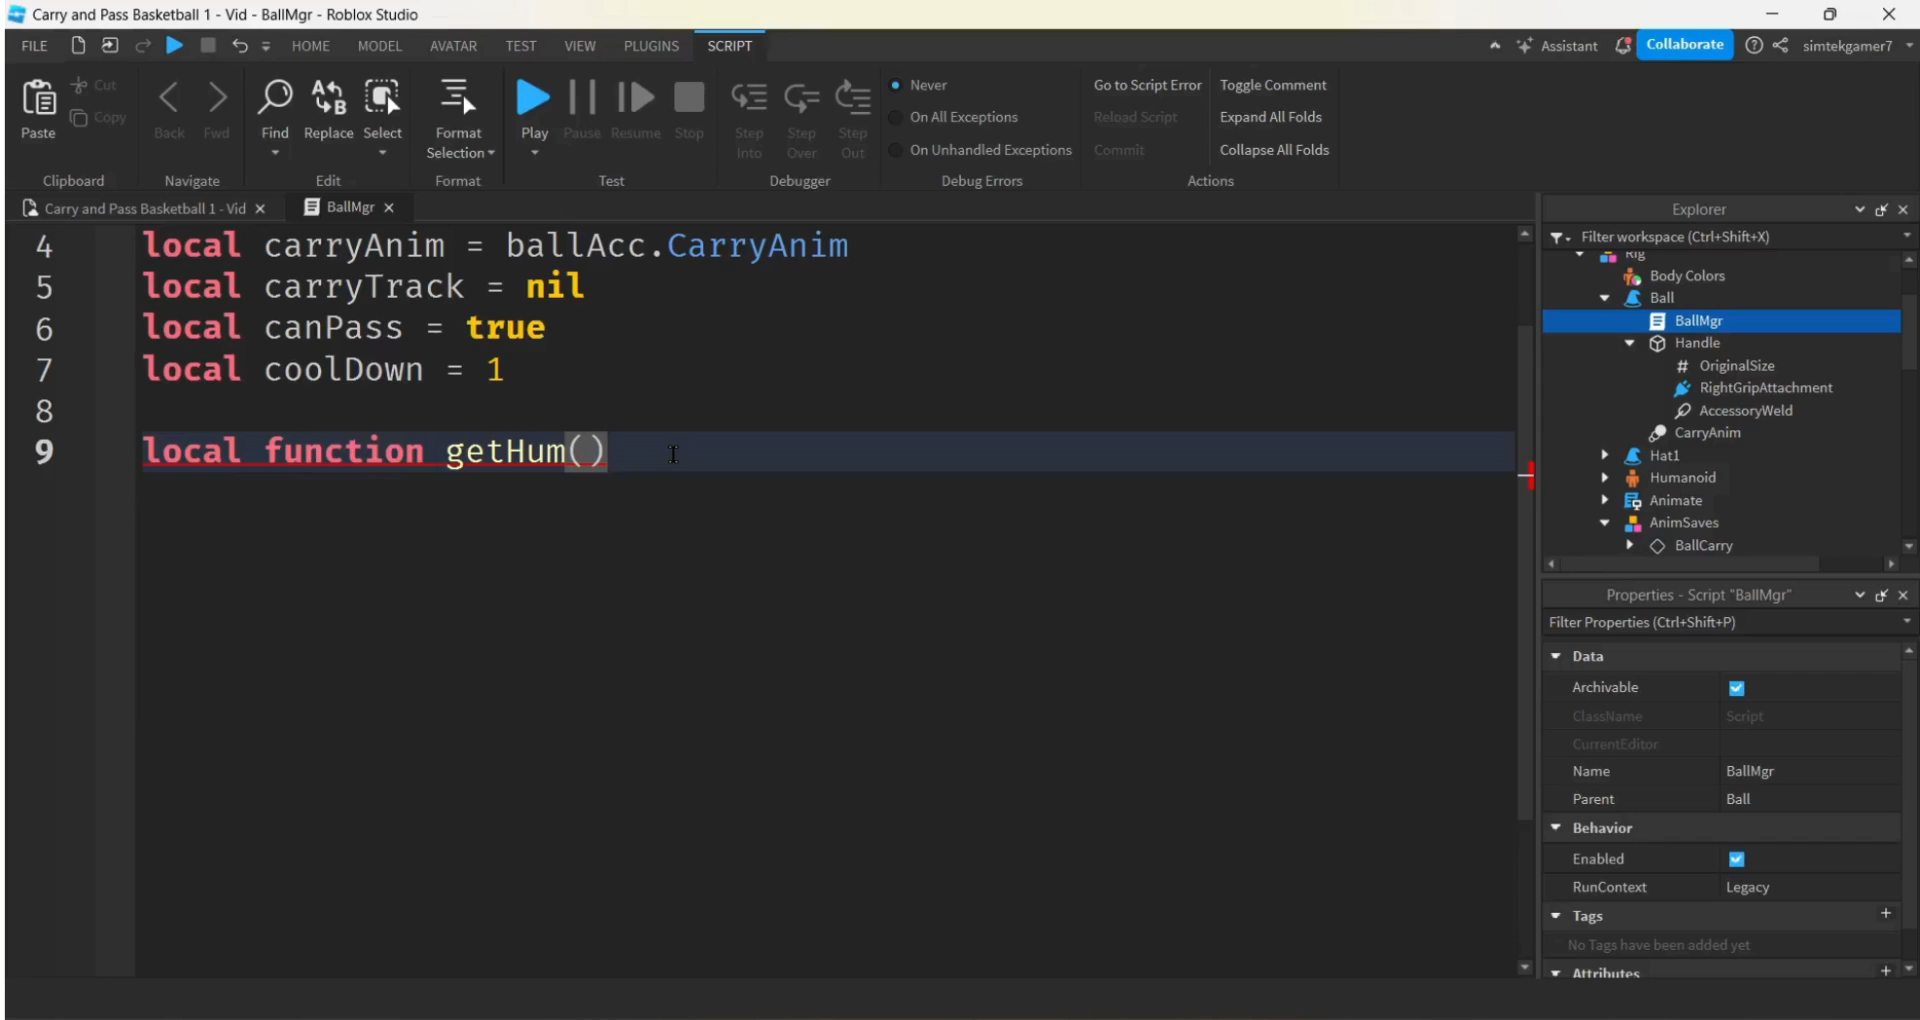 Carry and Pass Basketball 1 - Vid - BallMgr - Roblox Studio
FILE HOME MODEL AVATAR TEST VIEW PLUGINS SCRIPT Assistant Collaborate simtekgamer7
Paste Cut Copy
Clipboard
Back Fwd
Navigate
Find Replace Select
Edit
Format Selection
Format
Play Pause Resume Stop
Test
Step Into Step Over Step Out
Debugger
Never
On All Exceptions
On Unhandled Exceptions
Debug Errors
Go to Script Error Toggle Comment
Reload Script Expand All Folds
Commit Collapse All Folds
Actions
Carry and Pass Basketball 1 - Vid BallMgr
4 local carryAnim = ballAcc.CarryAnim
5 local carryTrack = nil
6 local canPass = true
7 local coolDown = 1
8
9 local function getHum()
Explorer
Filter workspace (Ctrl+Shift+X)
Rig
Body Colors
Ball
BallMgr
Handle
OriginalSize
RightGripAttachment
AccessoryWeld
CarryAnim
Hat1
Humanoid
Animate
AnimSaves
BallCarry
Properties - Script "BallMgr"
Filter Properties (Ctrl+Shift+P)
Data
Archivable
ClassName Script
CurrentEditor
Name BallMgr
Parent Ball
Behavior
Enabled
RunContext Legacy
Tags +
No Tags have been added yet
Attributes +